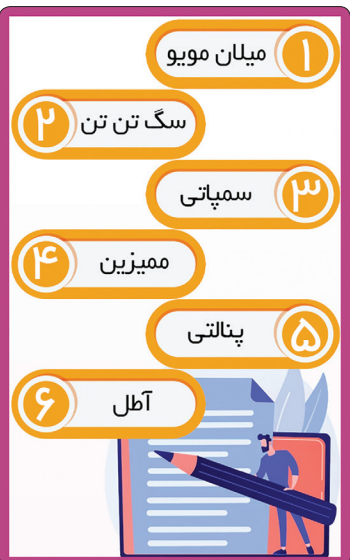 ۱ میلان مویو
۲ سگ تن تن
۳ سمپاتی
۴ ممیزین
۵ پنالتی
۶ آطل